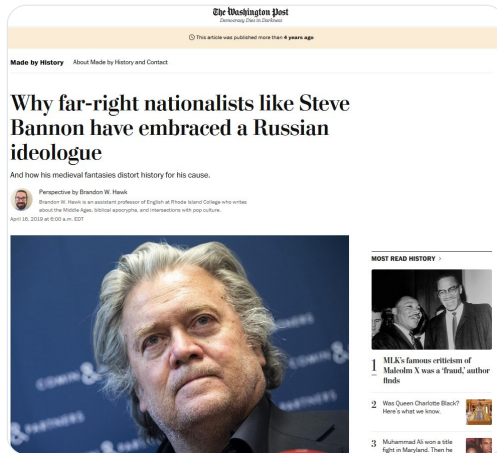 The Washington Post
Democracy Dies in Darkness
This article was published more than 4 years ago
Made by History About Made by History and Contact
Why far-right nationalists like Steve
Bannon have embraced a Russian
ideologue
And how his medieval fantasies distort history for his cause.
Perspective by Brandon W. Hawk
Brandon W. Hawk is an assistant professor of English at Rhode Island College who writes
about the Middle Ages, biblical apocrypha, and intersections with pop culture.
April 16, 2019 at 6:00 a.m. EDT
MOST READ HISTORY >
1 MLK's famous criticism of
Malcolm X was a 'fraud,' author
finds
2 Was Queen Charlotte Black?
Here's what we know.
3 Muhammad Ali won a title
fight in Maryland. Then he
COWIN &
& PARTNERS
PARTNERS